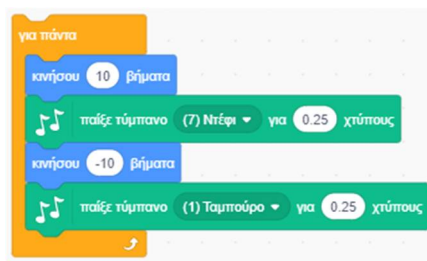 για πάντα
κινήσου 10 βήματα
παίξε τύμπανο (7) Ντέφι για 0.25 χτύπους
κινήσου -10 βήματα
παίξε τύμπανο (1) Ταμπούρο για 0.25 χτύπους